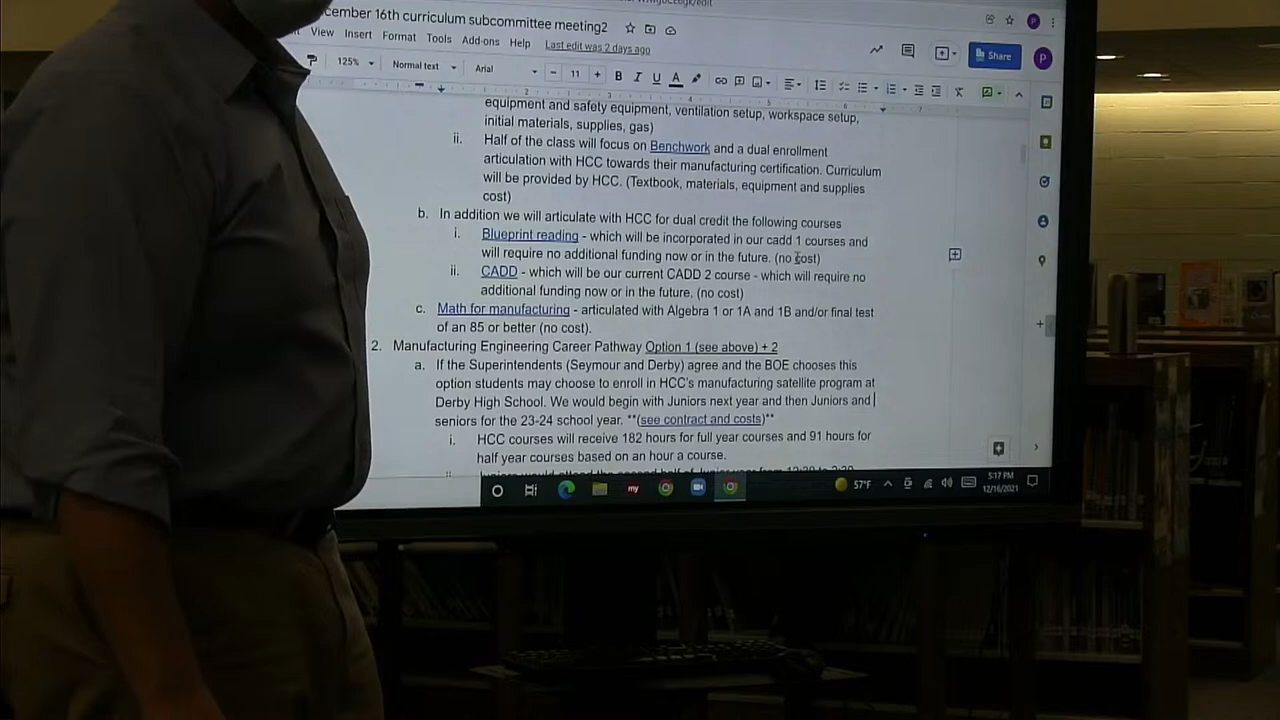 cember 16th curriculum subcommittee meeting2
View Insert Format Tools Add-ons Help Last edit was 2 days ago
Share
P
P
125% Normal text Arial 11 B I U A
equipment and safety equipment, ventilation setup, workspace setup,
initial materials, supplies, gas)
ii. Half of the class will focus on Benchwork and a dual enrollment
articulation with HCC towards their manufacturing certification. Curriculum
will be provided by HCC. (Textbook, materials, equipment and supplies
cost)
b. In addition we will articulate with HCC for dual credit the following courses
i. Blueprint reading - which will be incorporated in our cadd 1 courses and
will require no additional funding now or in the future. (no cost)
ii. CADD - which will be our current CADD 2 course - which will require no
additional funding now or in the future. (no cost)
c. Math for manufacturing - articulated with Algebra 1 or 1A and 1B and/or final test
of an 85 or better (no cost).
2. Manufacturing Engineering Career Pathway Option 1 (see above) + 2
a. If the Superintendents (Seymour and Derby) agree and the BOE chooses this
option students may choose to enroll in HCC's manufacturing satellite program at
Derby High School. We would begin with Juniors next year and then Juniors and
seniors for the 23-24 school year. **(see contract and costs)**
i. HCC courses will receive 182 hours for full year courses and 91 hours for
half year courses based on an hour a course.
my
57°F
5:17 PM
12/16/2021